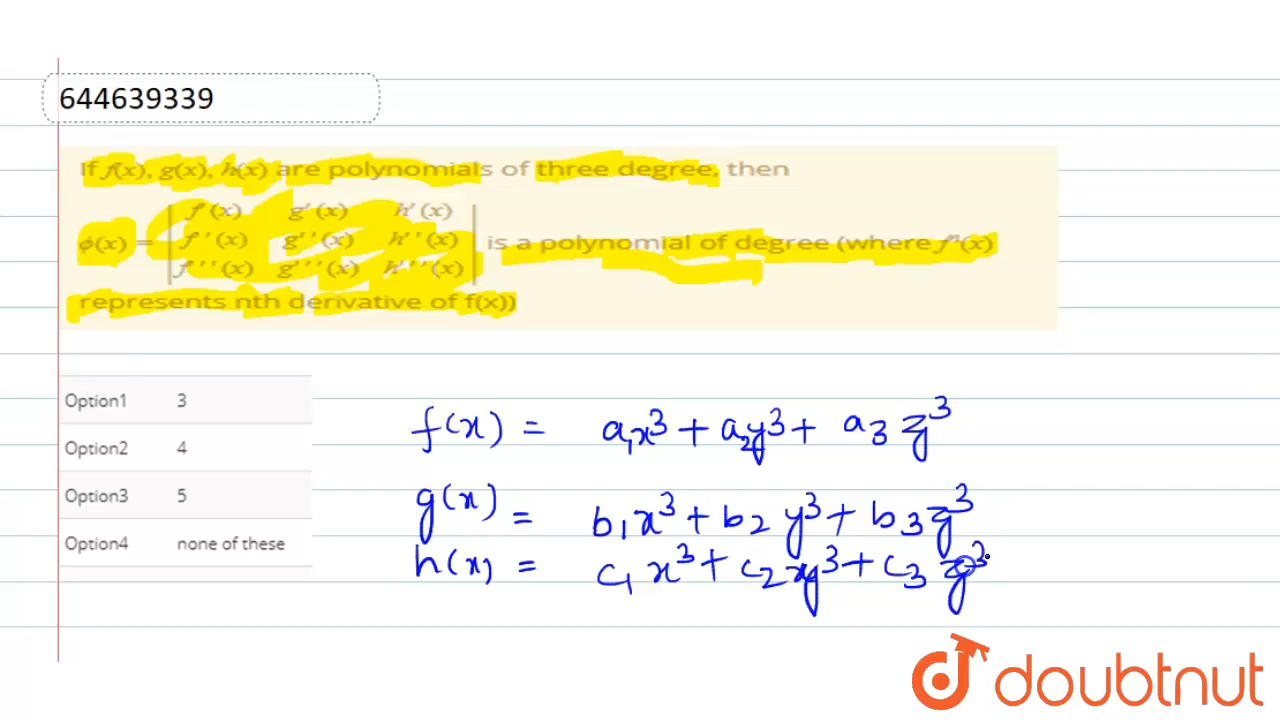 644639339
If f(x), g(x), h(x) are polynomials of three degree, then
f'(x) g'(x) h'(x)
ϕ(x) = f''(x) g''(x) h''(x) is a polynomial of degree (where fⁿ(x)
f'''(x) g'''(x) h'''(x)
represents nth derivative of f(x))
Option1 3
Option2 4
Option3 5
Option4 none of these
f(x) = a₁x³ + a₂y³ + a₃z³
g(x) = b₁x³ + b₂y³ + b₃z³
h(x) = c₁x³ + c₂y³ + c₃z³
doubtnut